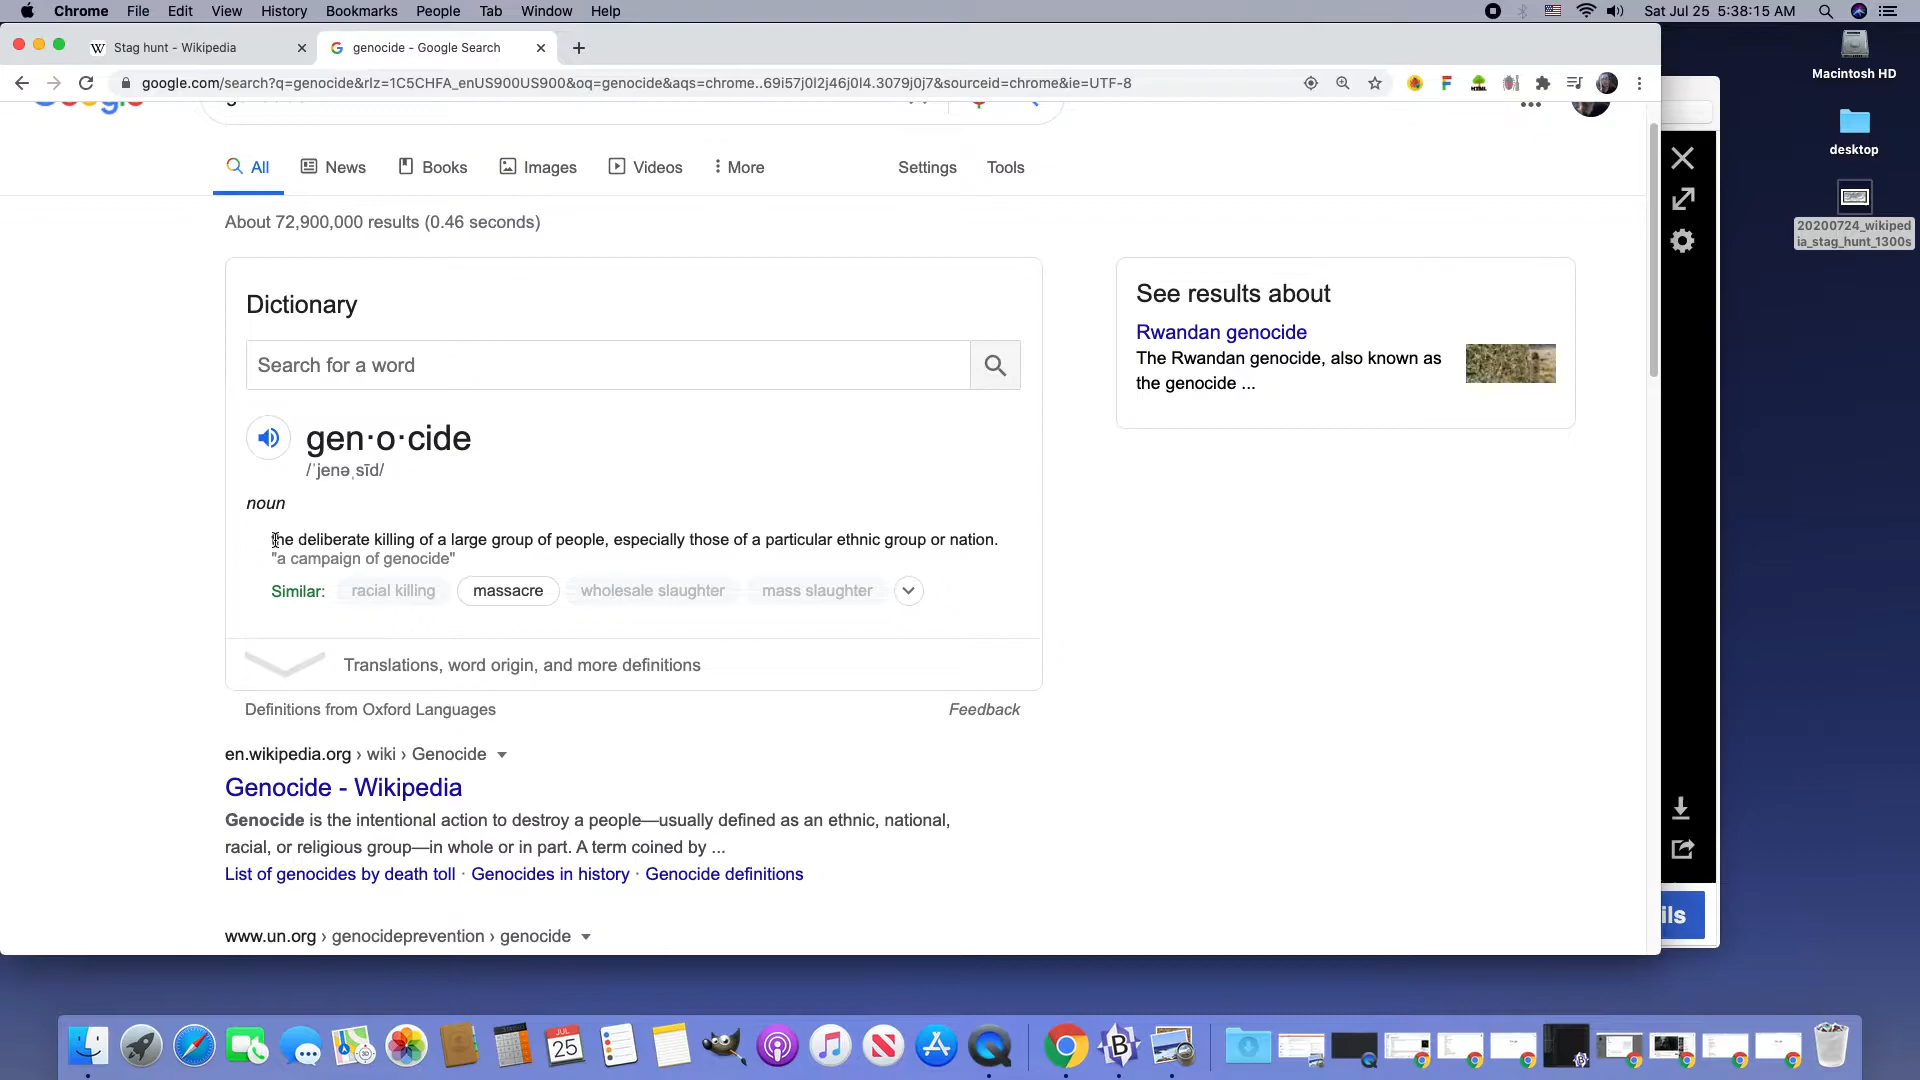 Chrome File Edit View History Bookmarks People Tab Window Help
Sat Jul 25 5:38:15 AM
W Stag hunt - Wikipedia
G genocide - Google Search
google.com/search?q=genocide&rlz=1C5CHFA_enUS900US900&oq=genocide&aqs=chrome..69i57j0l2j46j0l4.3079j0j7&sourceid=chrome&ie=UTF-8
Macintosh HD
desktop
20200724_wikiped
ia_stag_hunt_1300s
All News Books Images Videos More Settings Tools
About 72,900,000 results (0.46 seconds)
Dictionary
Search for a word
gen·o·cide
/ˈjenəˌsīd/
noun
the deliberate killing of a large group of people, especially those of a particular ethnic group or nation.
"a campaign of genocide"
Similar: racial killing massacre wholesale slaughter mass slaughter
Translations, word origin, and more definitions
Definitions from Oxford Languages
Feedback
See results about
Rwandan genocide
The Rwandan genocide, also known as
the genocide ...
en.wikipedia.org › wiki › Genocide
Genocide - Wikipedia
Genocide is the intentional action to destroy a people—usually defined as an ethnic, national,
racial, or religious group—in whole or in part. A term coined by ...
List of genocides by death toll · Genocides in history · Genocide definitions
www.un.org › genocideprevention › genocide
ils
JUL
25